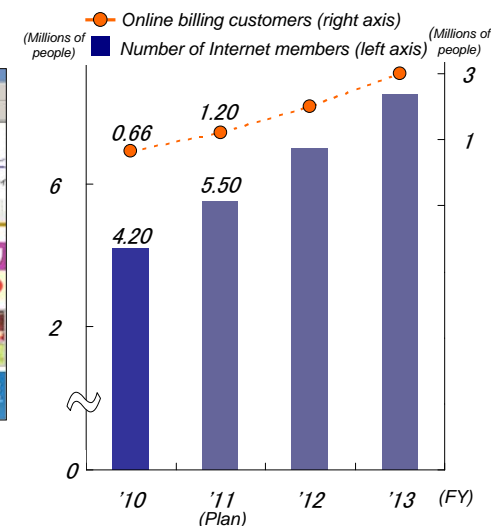 Online billing customers (right axis)
(Millions of people)
Number of Internet members (left axis)
(Millions of people)
3
0.66
1.20
1
6
5.50
4.20
2
0
'10
'11
'12
'13
(FY)
(Plan)